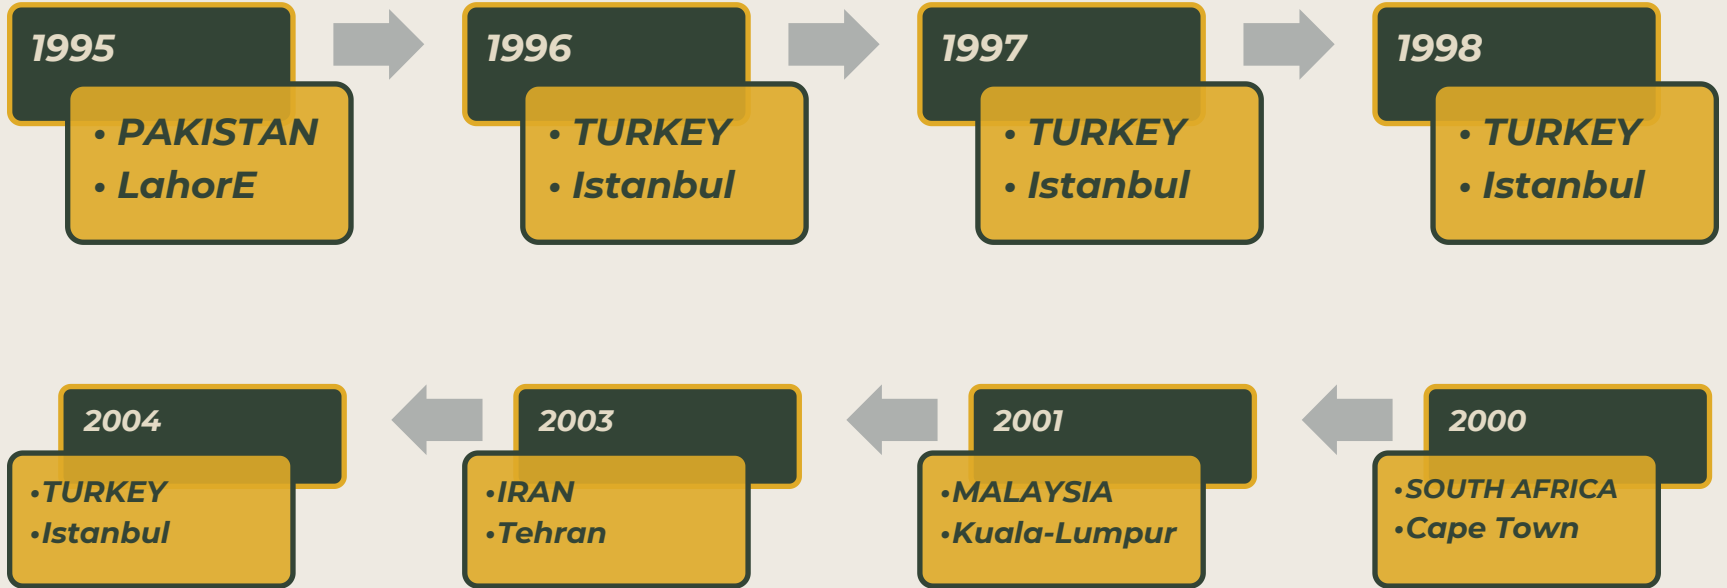 1995
• PAKISTAN
• LahorE
1996
• TURKEY
• Istanbul
1997
• TURKEY
• Istanbul
1998
• TURKEY
• Istanbul
2000
•SOUTH AFRICA
•Cape Town
2001
•MALAYSIA
•Kuala-Lumpur
2003
•IRAN
•Tehran
2004
•TURKEY
•Istanbul